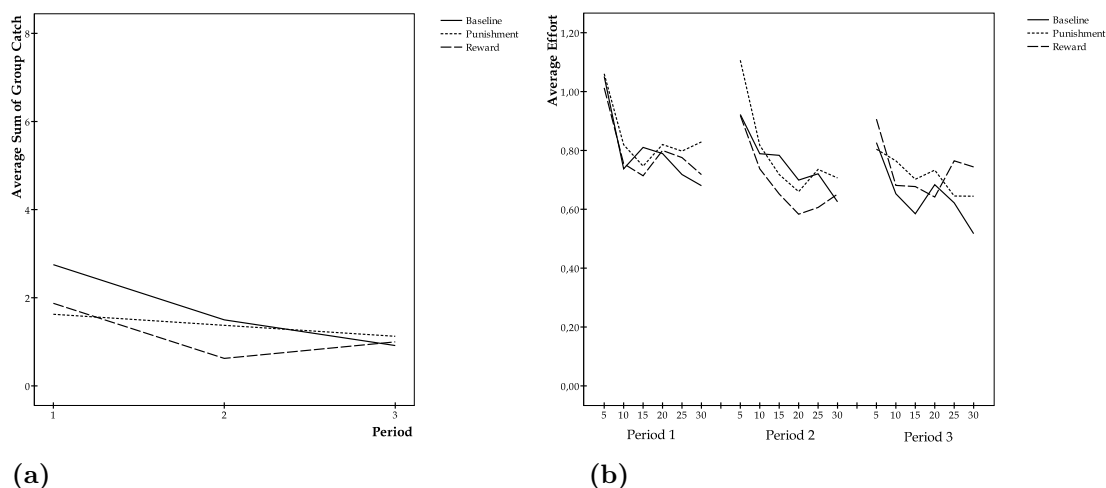 Average Sum of Group Catch
8
6
4
2
0
1
2
3
Period
Baseline
Punishment
Reward
(a)
Average Effort
1,20
1,00
0,80
0,60
0,40
0,20
0,00
5 10 15 20 25 30 5 10 15 20 25 30 5 10 15 20 25 30
Period 1 Period 2 Period 3
Baseline
Punishment
Reward
(b)